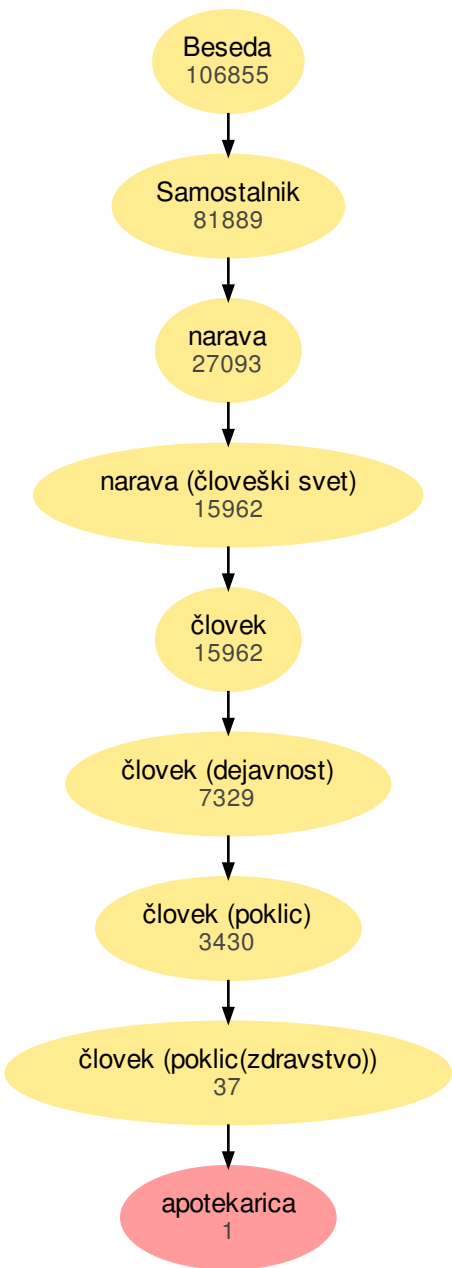 Beseda
106855
Samostalnik
81889
narava
27093
narava (človeški svet)
15962
človek
15962
človek (dejavnost)
7329
človek (poklic)
3430
človek (poklic(zdravstvo))
37
apotekarica
1